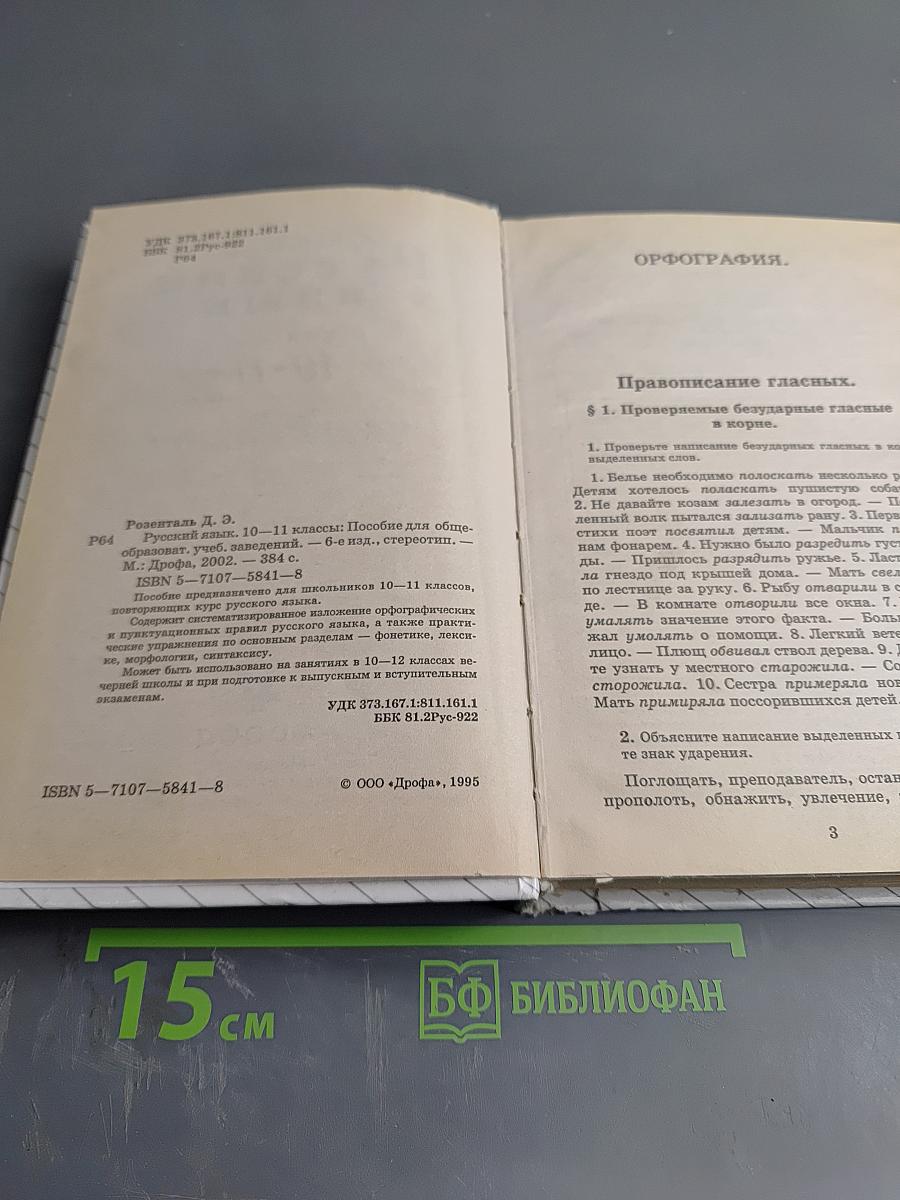 УДК 373.167.1:811.161.1
ББК 81.2Рус-922
Р64
Розенталь Д. Э.
Р64 Русский язык. 10—11 классы: Пособие для обще-
образоват. учеб. заведений. — 6-е изд., стереотип. —
М.: Дрофа, 2002. — 384 с.
ISBN 5—7107—5841—8
Пособие предназначено для школьников 10—11 классов,
повторяющих курс русского языка.
Содержит систематизированное изложение орфографических
и пунктуационных правил русского языка, а также практи-
ческие упражнения по основным разделам — фонетике, лекси-
ке, морфологии, синтаксису.
Может быть использовано на занятиях в 10—12 классах ве-
черней школы и при подготовке к выпускным и вступительным
экзаменам.
УДК 373.167.1:811.161.1
ББК 81.2Рус-922
ISBN 5—7107—5841—8
© ООО «Дрофа», 1995
ОРФОГРАФИЯ.
Правописание гласных.
§ 1. Проверяемые безударные гласные
в корне.
1. Проверьте написание безударных гласных в
выделенных слов.
1. Белье необходимо полоскать несколько
Детям хотелось поласкать пушистую
2. Не давайте козам залезать в огород. —
ленный волк пытался зализать рану. 3.
стихи поэт посвятил детям. — Мальчик
нам фонарем. 4. Нужно было разредить
ды. — Пришлось разрядить ружье. 5.
ла гнездо под крышей дома. — Мать
по лестнице за руку. 6. Рыбу отварили в
де. — В комнате отворили все окна. 7.
умалять значение этого факта. —
жал умолять о помощи. 8. Легкий
лицо. — Плющ обвивал ствол дерева. 9.
те узнать у местного старожила. —
сторожила. 10. Сестра примеряла
Мать примиряла поссорившихся детей.
2. Объясните написание выделенных
те знак ударения.
Поглощать, преподаватель,
прополоть, обнажить, увлечение,
3
15 см
БФ БИБЛИОФАН